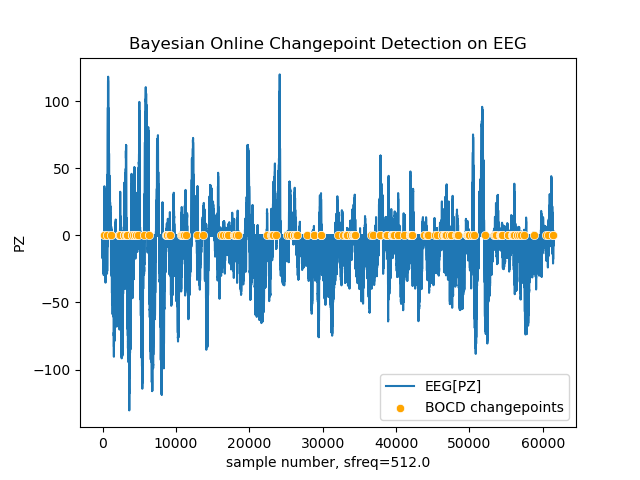 Bayesian Online Changepoint Detection on EEG
PZ
100
50
0
−50
−100
EEG[PZ]
BOCD changepoints
0
10000
20000
30000
40000
50000
60000
sample number, sfreq=512.0